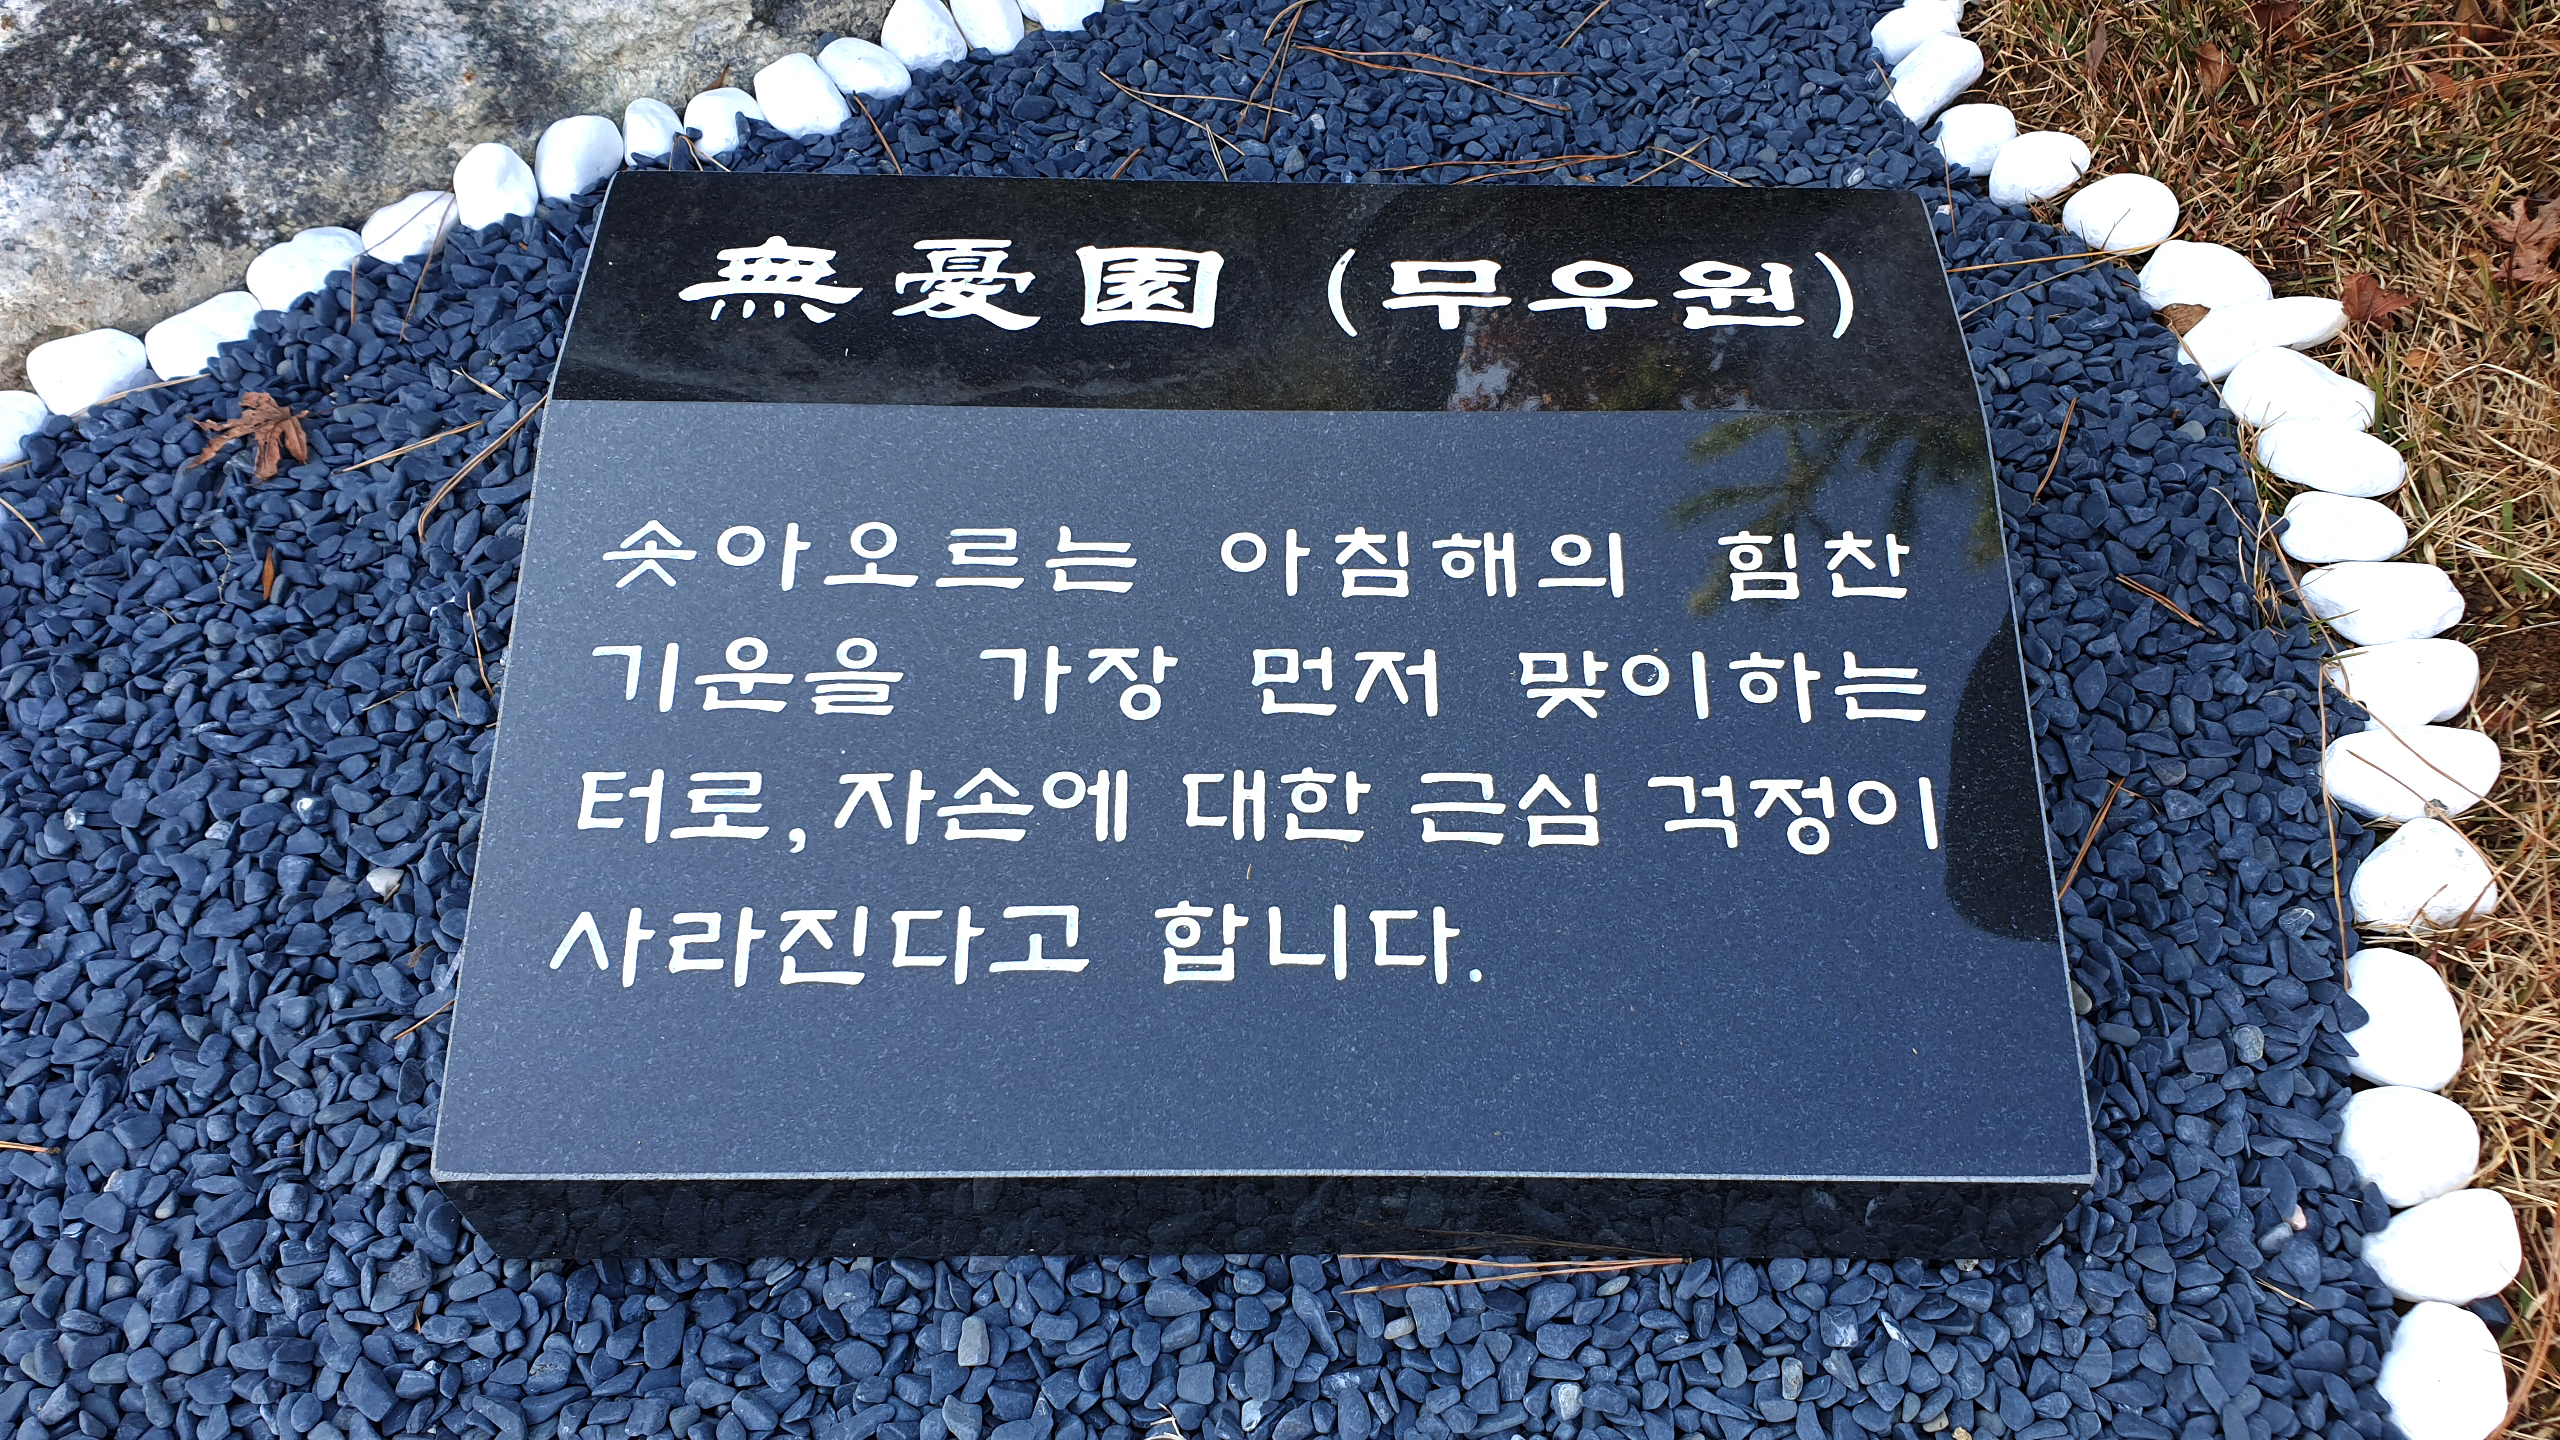 無憂園 (무우원)
솟아오르는 아침해의 힘찬
기운을 가장 먼저 맞이하는
터로, 자손에 대한 근심 걱정이
사라진다고 합니다.